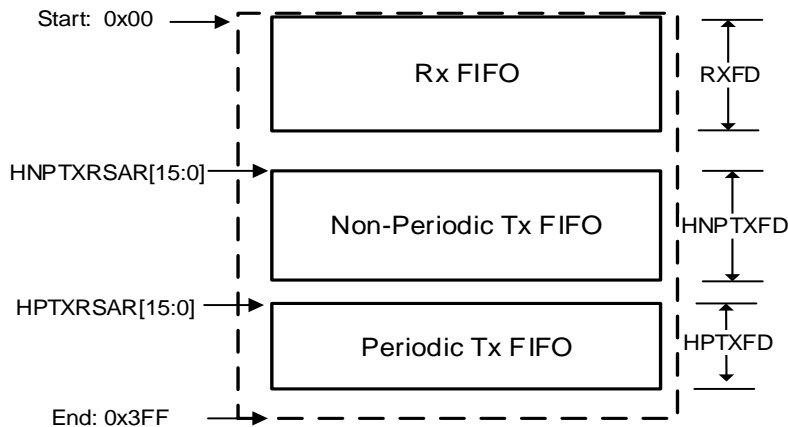 Start: 0x00
Rx FIFO
RXFD
HNPTXRSAR[15:0]
Non-Periodic Tx FIFO
HNPTXFD
HPTXRSAR[15:0]
Periodic Tx FIFO
HPTXFD
End: 0x3FF